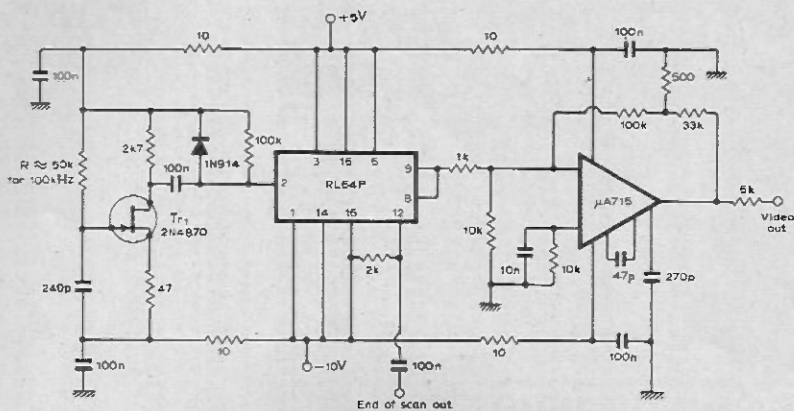 +5V
10
10
100n
100n
500
2k7
1N914
100k
100k
33k
R ≈ 50k
for 100kHz
100n
3
16
5
1k
2
RL64P
9
8
μA715
5k
Video
out
Tr1
2N4870
1
14
15
12
10k
10n
10k
47p
270p
240p
47
2k
10
10
100n
-10V
100n
100n
End of scan out